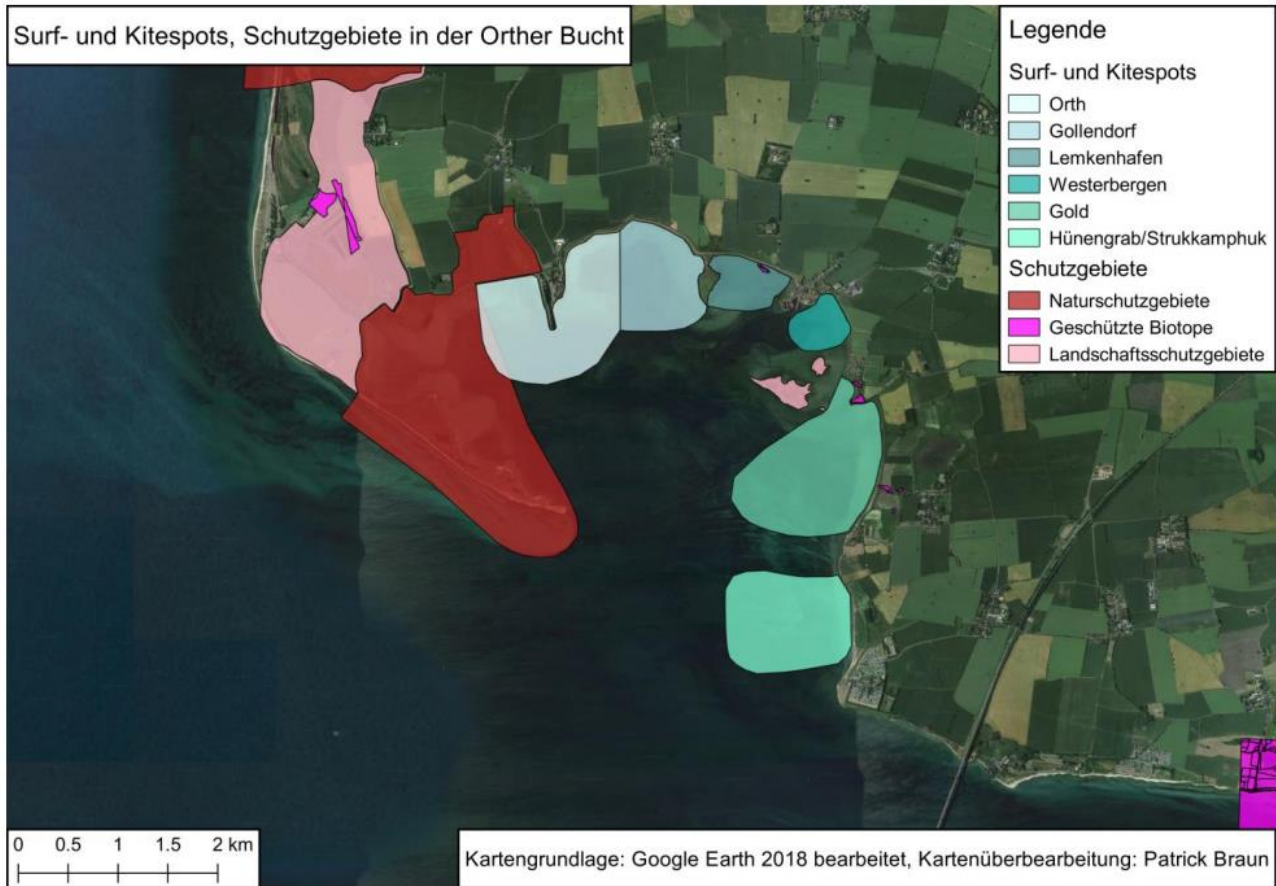 Surf- und Kitespots, Schutzgebiete in der Orther Bucht
Legende
Surf- und Kitespots
Orth
Gollendorf
Lemkenhafen
Westerbergen
Gold
Hünengrab/Strukkamphuk
Schutzgebiete
Naturschutzgebiete
Geschützte Biotope
Landschaftsschutzgebiete
0 0.5 1 1.5 2 km
Kartengrundlage: Google Earth 2018 bearbeitet, Kartenüberbearbeitung: Patrick Braun